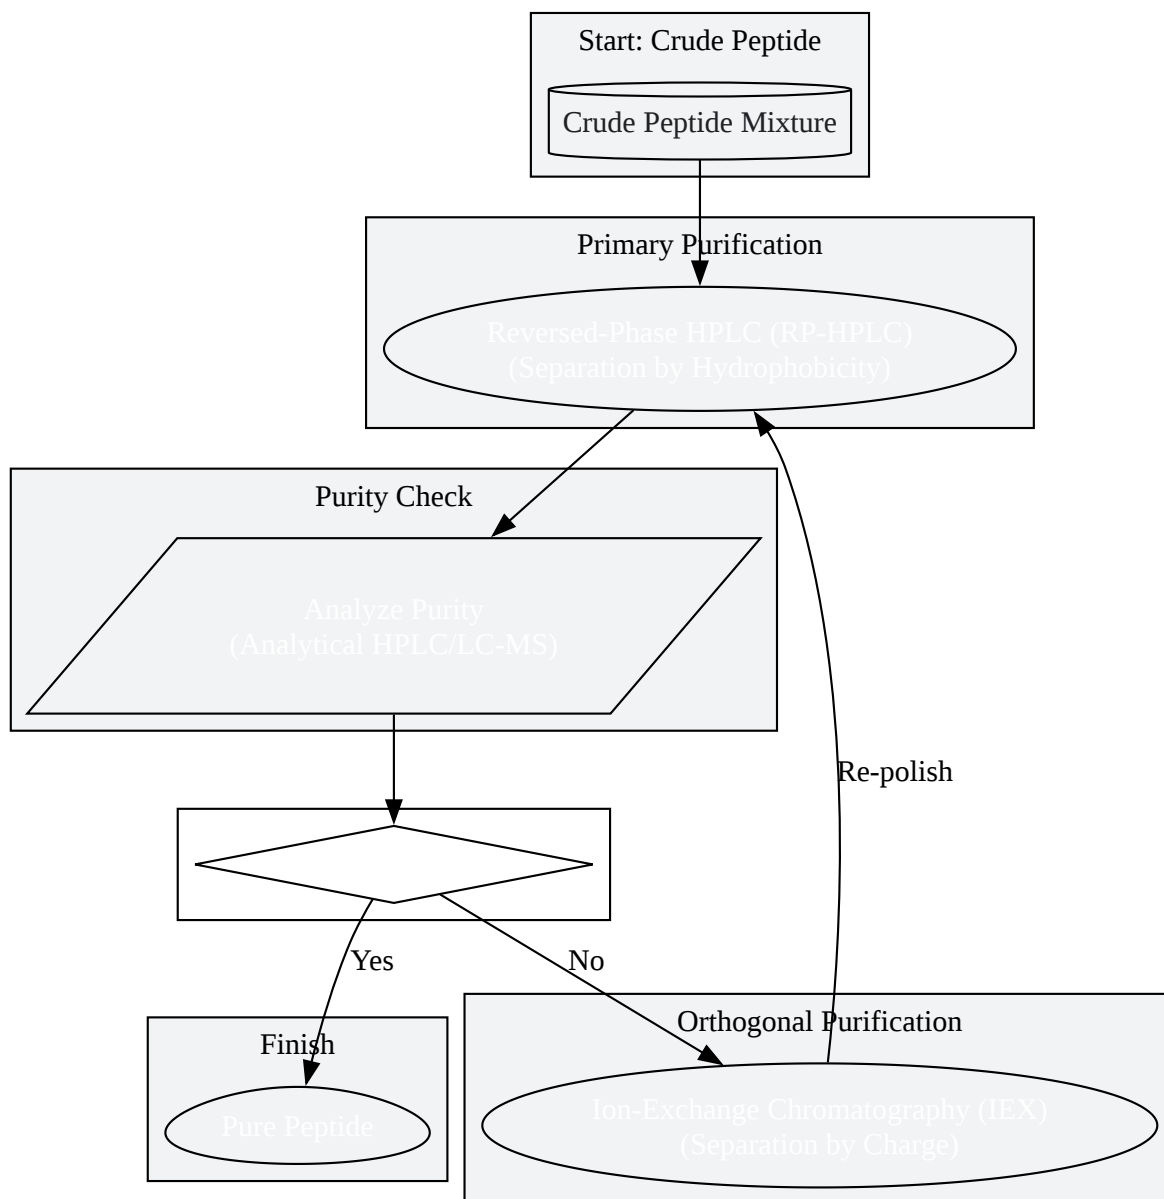 Start: Crude Peptide
Crude Peptide Mixture
Primary Purification
Reversed-Phase HPLC (RP-HPLC)
(Separation by Hydrophobicity)
Purity Check
Analyze Purity
(Analytical HPLC/LC-MS)
Re-polish
Yes
No
Finish
Pure Peptide
Orthogonal Purification
Ion-Exchange Chromatography (IEX)
(Separation by Charge)